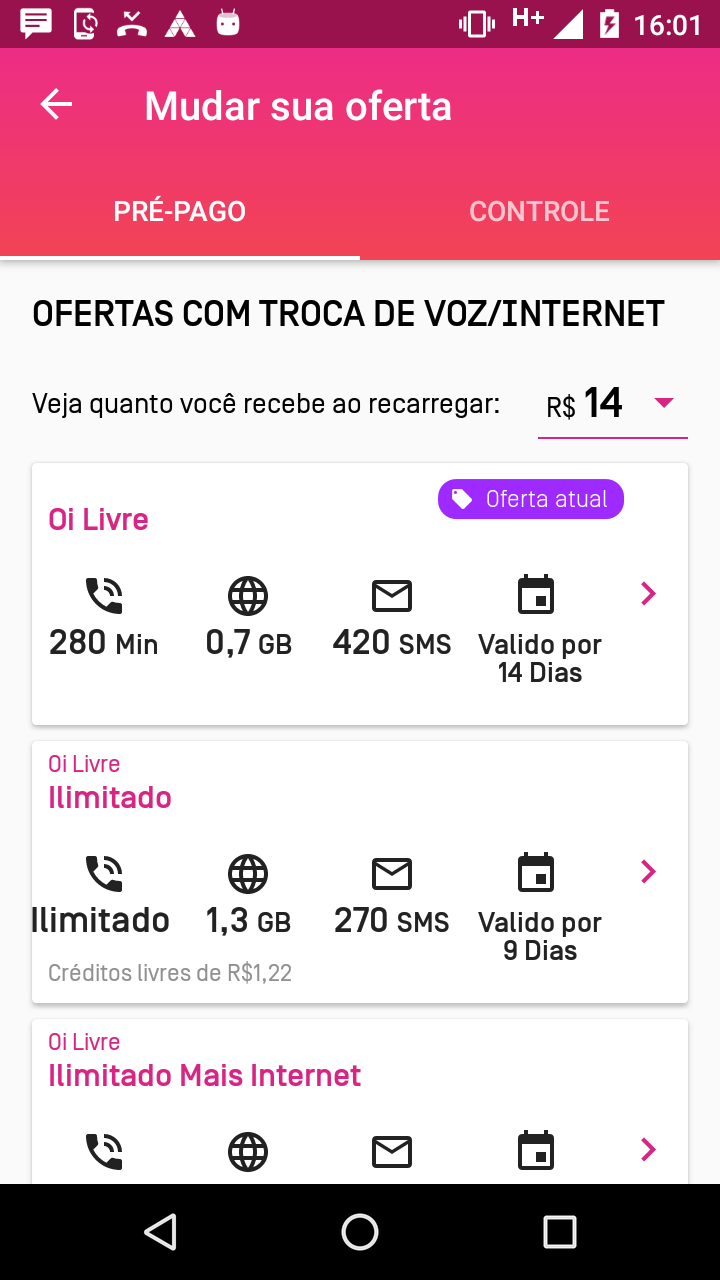 H+ 16:01
Mudar sua oferta
PRÉ-PAGO CONTROLE
OFERTAS COM TROCA DE VOZ/INTERNET
Veja quanto você recebe ao recarregar: R$ 14
Oferta atual
Oi Livre
280 Min 0,7 GB 420 SMS Valido por
14 Dias
Oi Livre
Ilimitado
Ilimitado 1,3 GB 270 SMS Valido por
9 Dias
Créditos livres de R$1,22
Oi Livre
Ilimitado Mais Internet